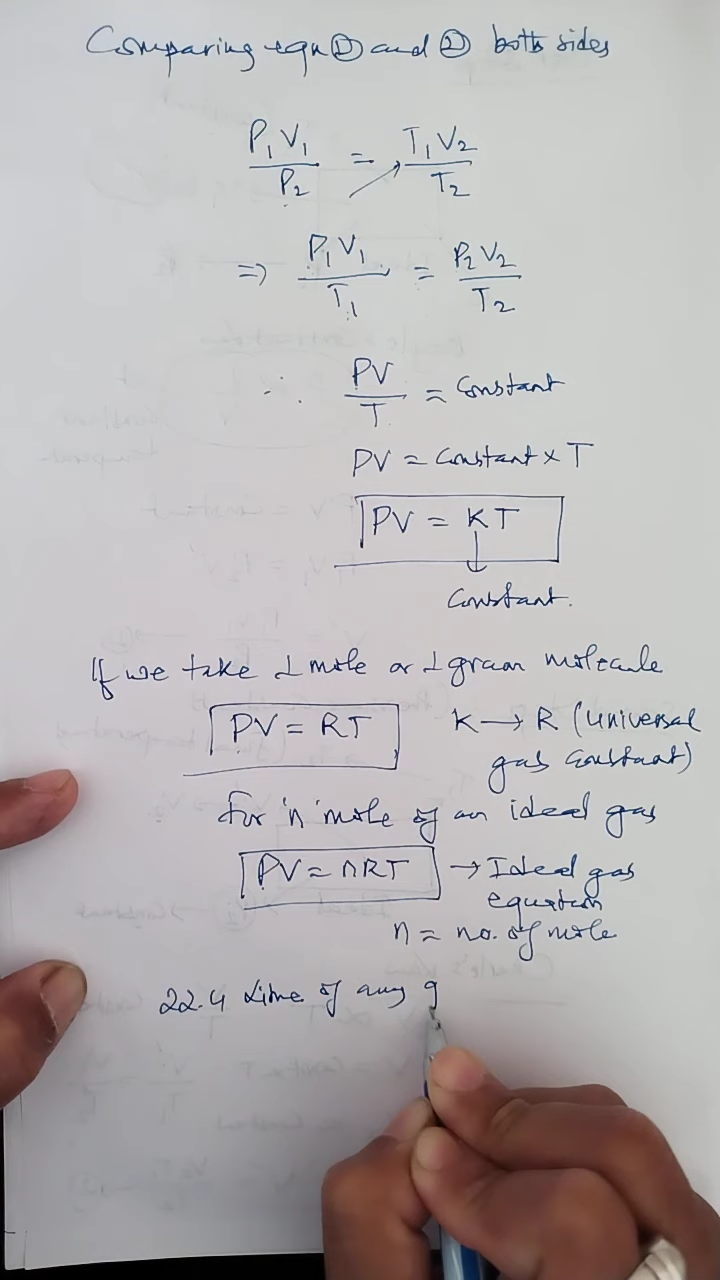 Comparing eqn ① and ② both sides
P₁V₁/P₂ = T₁V₂/T₂
=> P₁V₁/T₁ = P₂V₂/T₂
∴ PV/T = Constant
PV = Constant × T
PV = KT
Constant.
If we take 1 mole or 1 gram molecule
PV = RT K → R (universal
gas constant)
For 'n' mole of an ideal gas
PV = nRT → Ideal gas
equation
n = no. of mole
22.4 Litre of any g